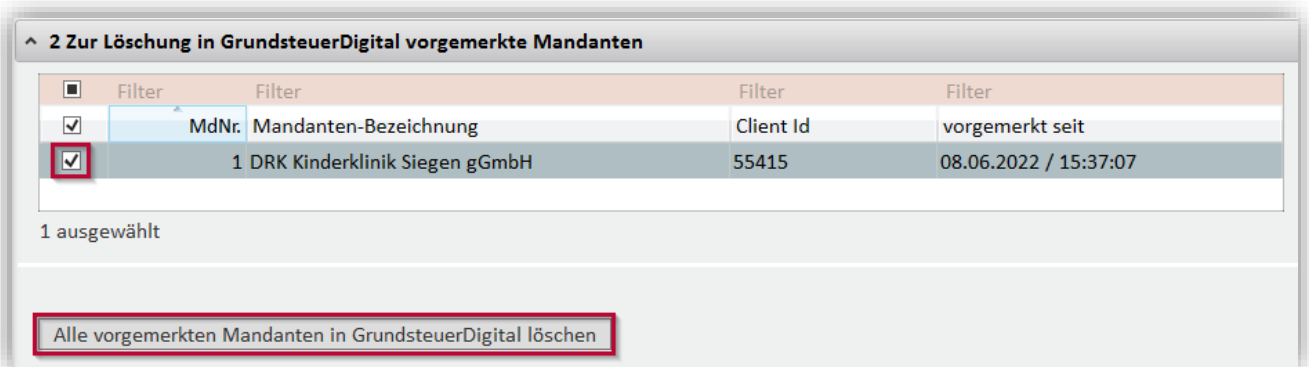 2 Zur Löschung in GrundsteuerDigital vorgemerkte Mandanten
Filter Filter Filter Filter
MdNr. Mandanten-Bezeichnung Client Id vorgemerkt seit
1 DRK Kinderklinik Siegen gGmbH 55415 08.06.2022 / 15:37:07
1 ausgewählt
Alle vorgemerkten Mandanten in GrundsteuerDigital löschen